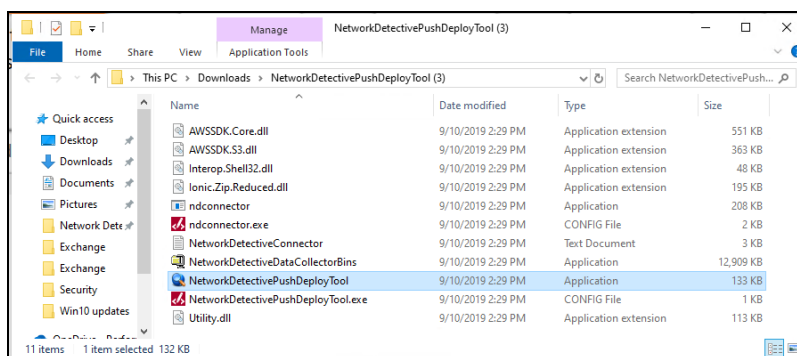 Manage
NetworkDetectivePushDeployTool (3)
File Home Share View Application Tools
This PC > Downloads > NetworkDetectivePushDeployTool (3)
Search NetworkDetectivePush...
Name Date modified Type Size
Quick access
Desktop
Downloads
Documents
Pictures
Network Dete
Exchange
Exchange
Security
Win10 updates
AWSSDK.Core.dll 9/10/2019 2:29 PM Application extension 551 KB
AWSSDK.S3.dll 9/10/2019 2:29 PM Application extension 363 KB
Interop.Shell32.dll 9/10/2019 2:29 PM Application extension 48 KB
Ionic.Zip.Reduced.dll 9/10/2019 2:29 PM Application extension 195 KB
ndconnector 9/10/2019 2:29 PM Application 208 KB
ndconnector.exe 9/10/2019 2:29 PM CONFIG File 2 KB
NetworkDetectiveConnector 9/10/2019 2:29 PM Text Document 3 KB
NetworkDetectiveDataCollectorBins 9/10/2019 2:29 PM Application 12,909 KB
NetworkDetectivePushDeployTool 9/10/2019 2:29 PM Application 133 KB
NetworkDetectivePushDeployTool.exe 9/10/2019 2:29 PM CONFIG File 1 KB
Utility.dll 9/10/2019 2:29 PM Application extension 113 KB
11 items 1 item selected 132 KB